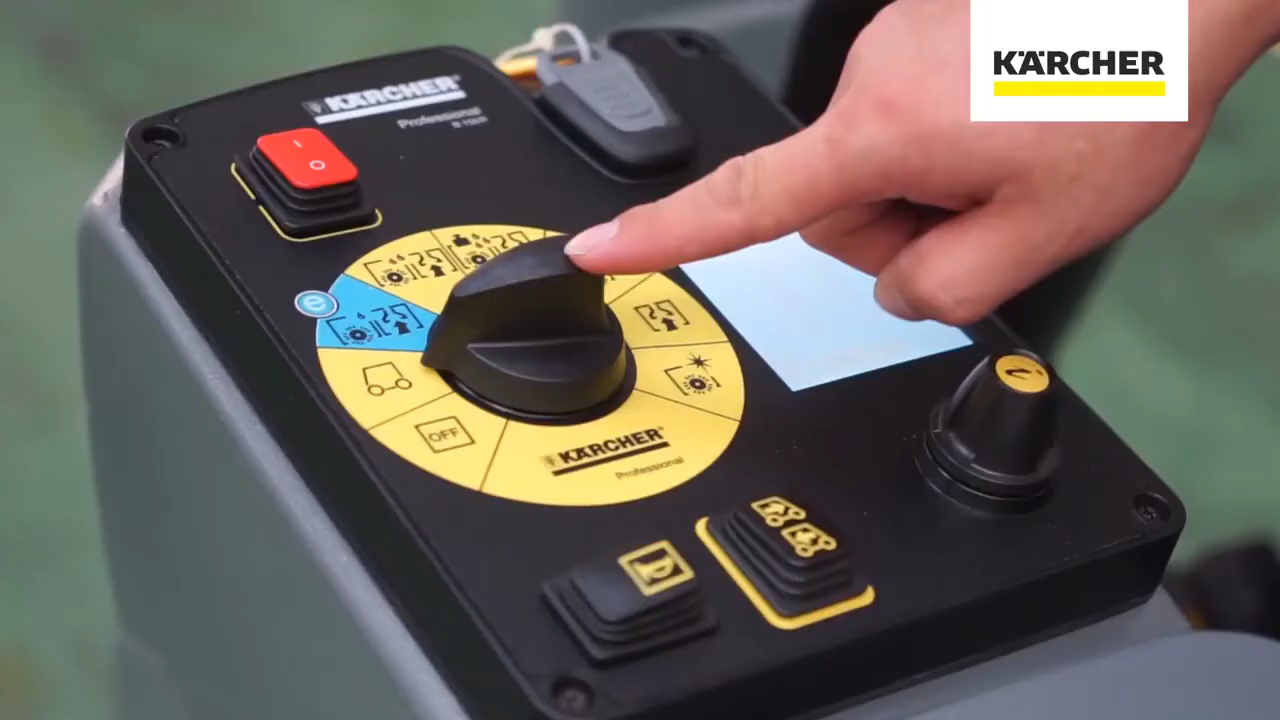 KÄRCHER
KÄRCHER
Professional
I
O
e
OFF
KÄRCHER
Professional
i